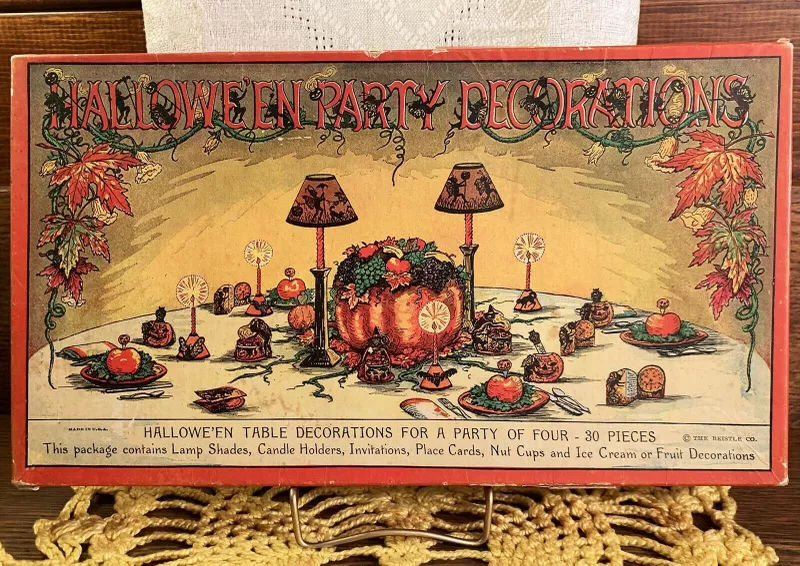 HALLOWE'EN PARTY DECORATIONS
MADE IN U.S.A.
HALLOWE'EN TABLE DECORATIONS FOR A PARTY OF FOUR - 30 PIECES
© THE BEISTLE CO.
This package contains Lamp Shades, Candle Holders, Invitations, Place Cards, Nut Cups and Ice Cream or Fruit Decorations